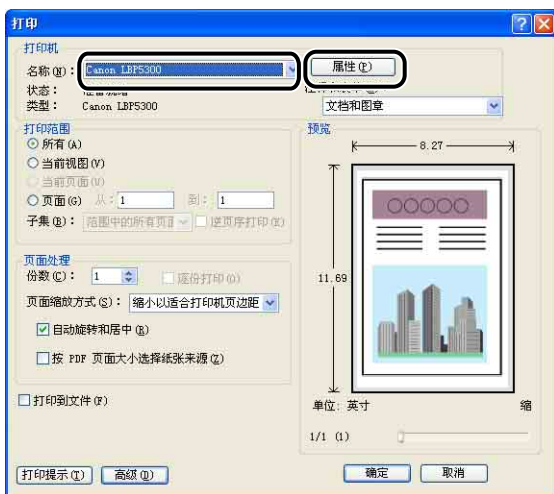 打印
打印机
名称(N)： Canon LBP5300 属性(P)
状态：
类型： Canon LBP5300 文档和图章
打印范围
所有(A)
当前视图(V)
当前页面(U)
页面(G) 从：1 到：1
子集(B)： 范围中的所有页面 逆页序打印(K)
页面处理
份数(C)： 1 逐份打印(O)
页面缩放方式(S)： 缩小以适合打印机页边距
自动旋转和居中(R)
按 PDF 页面大小选择纸张来源(Z)
打印到文件(F)
预览
8.27
11.69
单位：英寸 缩
1/1 (1)
打印提示(T) 高级(D) 确定 取消